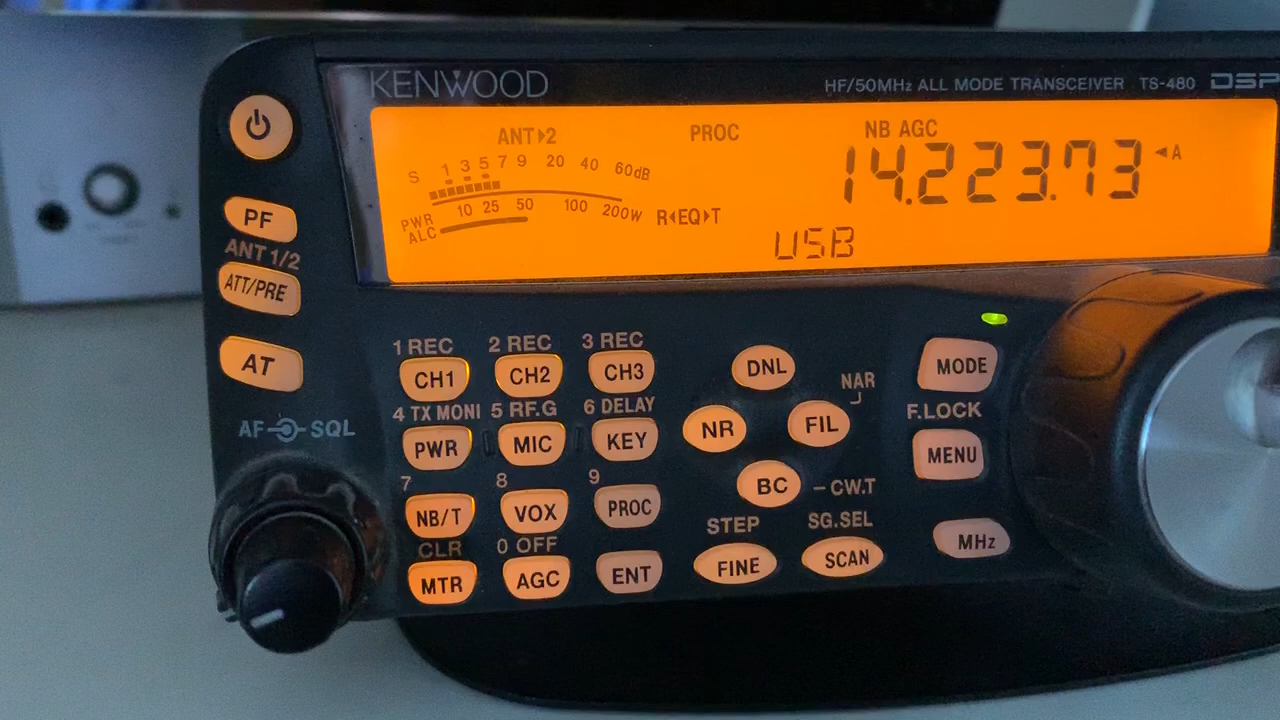 KENWOOD
HF/50MHz ALL MODE TRANSCEIVER TS-480 DSP
ANT▶2 PROC NB AGC
S 1 3 5 7 9 20 40 60dB
14.223.73 ◀A
PWR 10 25 50 100 200W
ALC
R◀EQ▶T
USB
PF
ANT 1/2
ATT/PRE
AT
AF SQL
1 REC 2 REC 3 REC
CH1 CH2 CH3
4 TX MONI 5 RF.G 6 DELAY
PWR MIC KEY
7 8 9
NB/T VOX PROC
CLR 0 OFF
MTR AGC ENT
DNL
NAR
NR FIL
BC – CW.T
STEP SG.SEL
FINE SCAN
MODE
F.LOCK
MENU
MHz